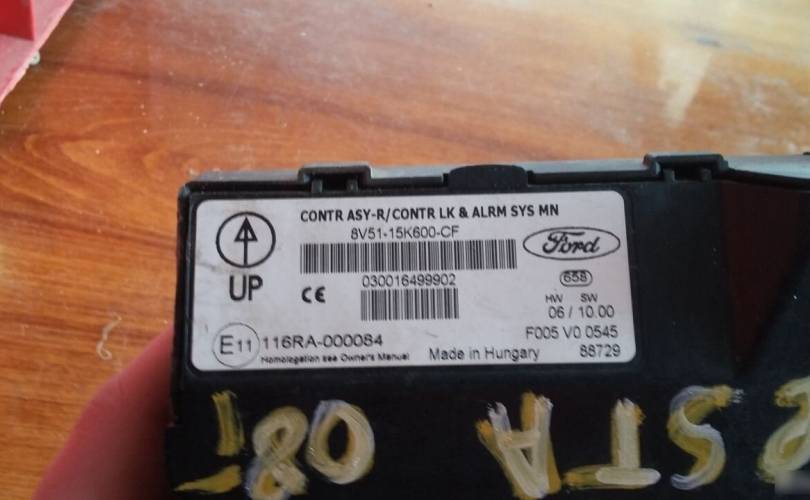 CONTR ASY-R/CONTR LK & ALRM SYS MN
8V51-15K600-CF
Ford
UP
CE
030016499902
658
HW SW
06 / 10.00
E11
116RA-000084
F005 V0 0545
Homologation see Owner's Manual
Made in Hungary
88729